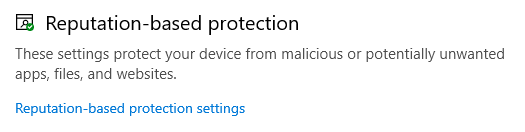 Reputation-based protection
These settings protect your device from malicious or potentially unwanted
apps, files, and websites.
Reputation-based protection settings